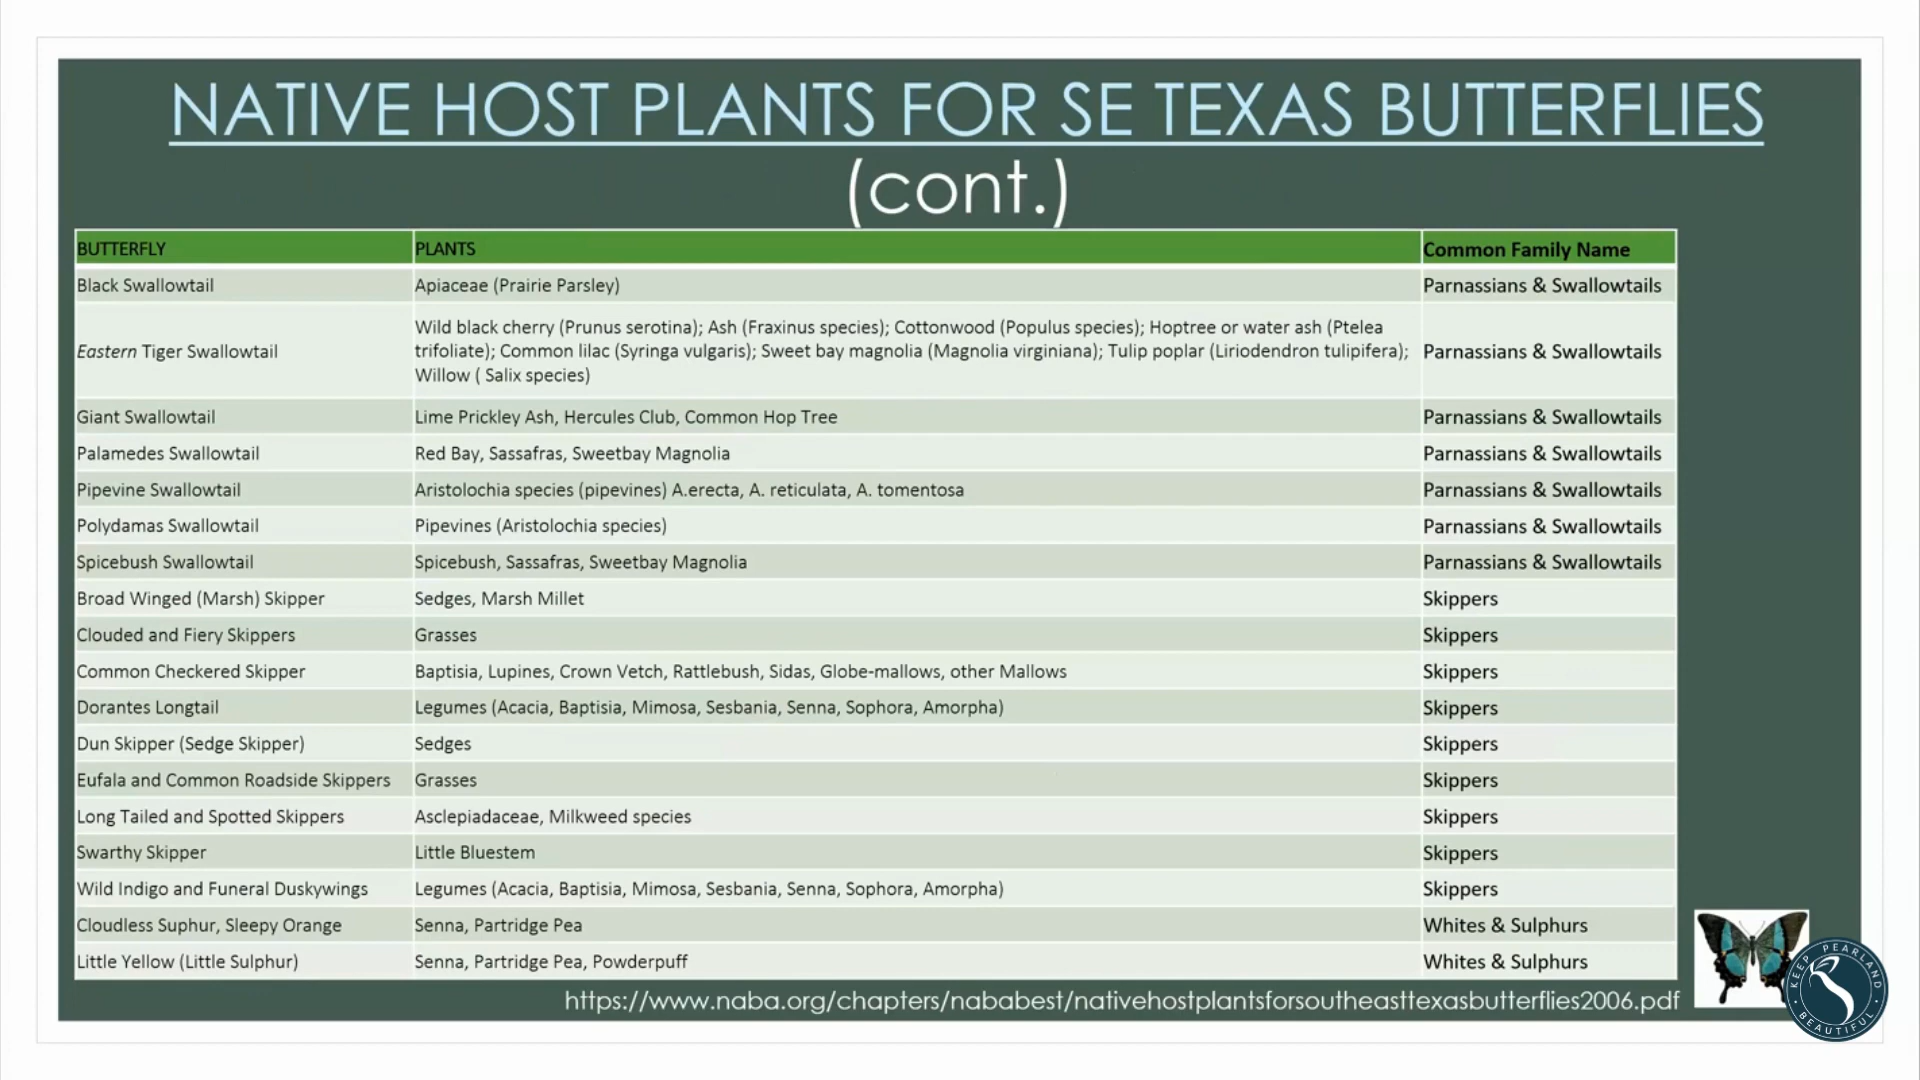 NATIVE HOST PLANTS FOR SE TEXAS BUTTERFLIES
(cont.)
BUTTERFLY PLANTS Common Family Name
Black Swallowtail Apiaceae (Prairie Parsley) Parnassians & Swallowtails
Eastern Tiger Swallowtail Wild black cherry (Prunus serotina); Ash (Fraxinus species); Cottonwood (Populus species); Hoptree or water ash (Ptelea
trifoliate); Common lilac (Syringa vulgaris); Sweet bay magnolia (Magnolia virginiana); Tulip poplar (Liriodendron tulipifera);
Willow ( Salix species) Parnassians & Swallowtails
Giant Swallowtail Lime Prickley Ash, Hercules Club, Common Hop Tree Parnassians & Swallowtails
Palamedes Swallowtail Red Bay, Sassafras, Sweetbay Magnolia Parnassians & Swallowtails
Pipevine Swallowtail Aristolochia species (pipevines) A.erecta, A. reticulata, A. tomentosa Parnassians & Swallowtails
Polydamas Swallowtail Pipevines (Aristolochia species) Parnassians & Swallowtails
Spicebush Swallowtail Spicebush, Sassafras, Sweetbay Magnolia Parnassians & Swallowtails
Broad Winged (Marsh) Skipper Sedges, Marsh Millet Skippers
Clouded and Fiery Skippers Grasses Skippers
Common Checkered Skipper Baptisia, Lupines, Crown Vetch, Rattlebush, Sidas, Globe-mallows, other Mallows Skippers
Dorantes Longtail Legumes (Acacia, Baptisia, Mimosa, Sesbania, Senna, Sophora, Amorpha) Skippers
Dun Skipper (Sedge Skipper) Sedges Skippers
Eufala and Common Roadside Skippers Grasses Skippers
Long Tailed and Spotted Skippers Asclepiadaceae, Milkweed species Skippers
Swarthy Skipper Little Bluestem Skippers
Wild Indigo and Funeral Duskywings Legumes (Acacia, Baptisia, Mimosa, Sesbania, Senna, Sophora, Amorpha) Skippers
Cloudless Suphur, Sleepy Orange Senna, Partridge Pea Whites & Sulphurs
Little Yellow (Little Sulphur) Senna, Partridge Pea, Powderpuff Whites & Sulphurs
https://www.naba.org/chapters/nababest/nativehostplantsforsoutheasttexasbutterflies2006.pdf
KEEP PEARLAND BEAUTIFUL